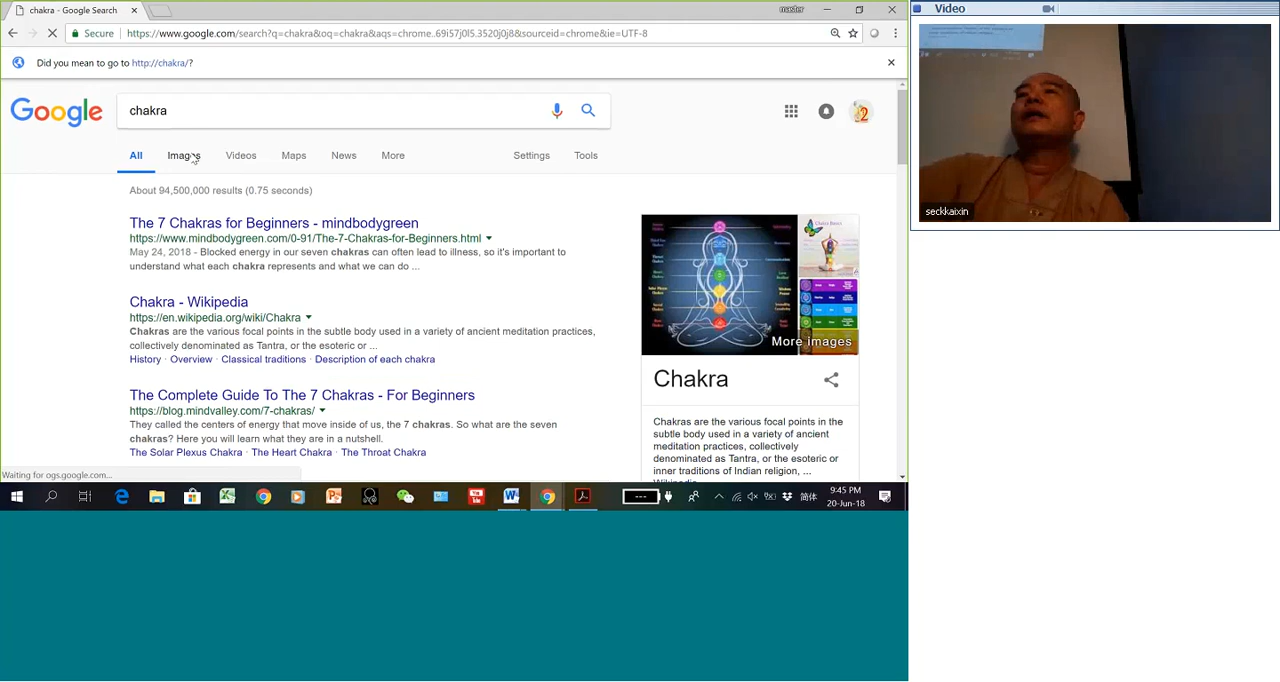 chakra - Google Search
master
Secure
https://www.google.com/search?q=chakra&oq=chakra&aqs=chrome..69i57j0l5.3520j0j8&sourceid=chrome&ie=UTF-8
Did you mean to go to http://chakra/?
Google
chakra
All Images Videos Maps News More Settings Tools
About 94,500,000 results (0.75 seconds)
The 7 Chakras for Beginners - mindbodygreen
https://www.mindbodygreen.com/0-91/The-7-Chakras-for-Beginners.html
May 24, 2018 - Blocked energy in our seven chakras can often lead to illness, so it's important to
understand what each chakra represents and what we can do ...
Chakra - Wikipedia
https://en.wikipedia.org/wiki/Chakra
Chakras are the various focal points in the subtle body used in a variety of ancient meditation practices,
collectively denominated as Tantra, or the esoteric or ...
History · Overview · Classical traditions · Description of each chakra
The Complete Guide To The 7 Chakras - For Beginners
https://blog.mindvalley.com/7-chakras/
They called the centers of energy that move inside of us, the 7 chakras. So what are the seven
chakras? Here you will learn what they are in a nutshell.
The Solar Plexus Chakra · The Heart Chakra · The Throat Chakra
More images
Chakra
Chakras are the various focal points in the
subtle body used in a variety of ancient
meditation practices, collectively
denominated as Tantra, or the esoteric or
inner traditions of Indian religion, ...
Wikipedia
Waiting for ogs.google.com...
简体
9:45 PM
20-Jun-18
Video
seckkaixin